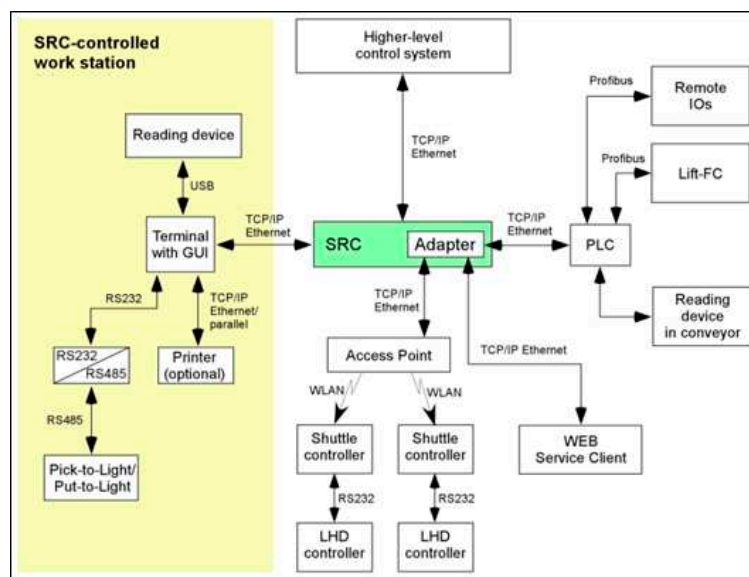 SRC-controlled
work station
Higher-level
control system
Profibus
Remote
IOs
Reading device
TCP/IP
Ethernet
Profibus
Lift-FC
USB
Terminal
with GUI
TCP/IP
Ethernet
SRC
Adapter
TCP/IP
Ethernet
PLC
RS232
TCP/IP
Ethernet/
parallel
TCP/IP
Ethernet
Reading
device
in conveyor
RS232
RS485
Printer
(optional)
Access Point
TCP/IP Ethernet
WLAN
WLAN
RS485
Shuttle
controller
Shuttle
controller
WEB
Service Client
Pick-to-Light/
Put-to-Light
RS232
RS232
LHD
controller
LHD
controller